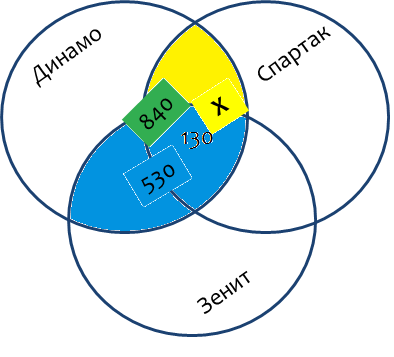 Динамо
Спартак
840
X
130
530
Зенит